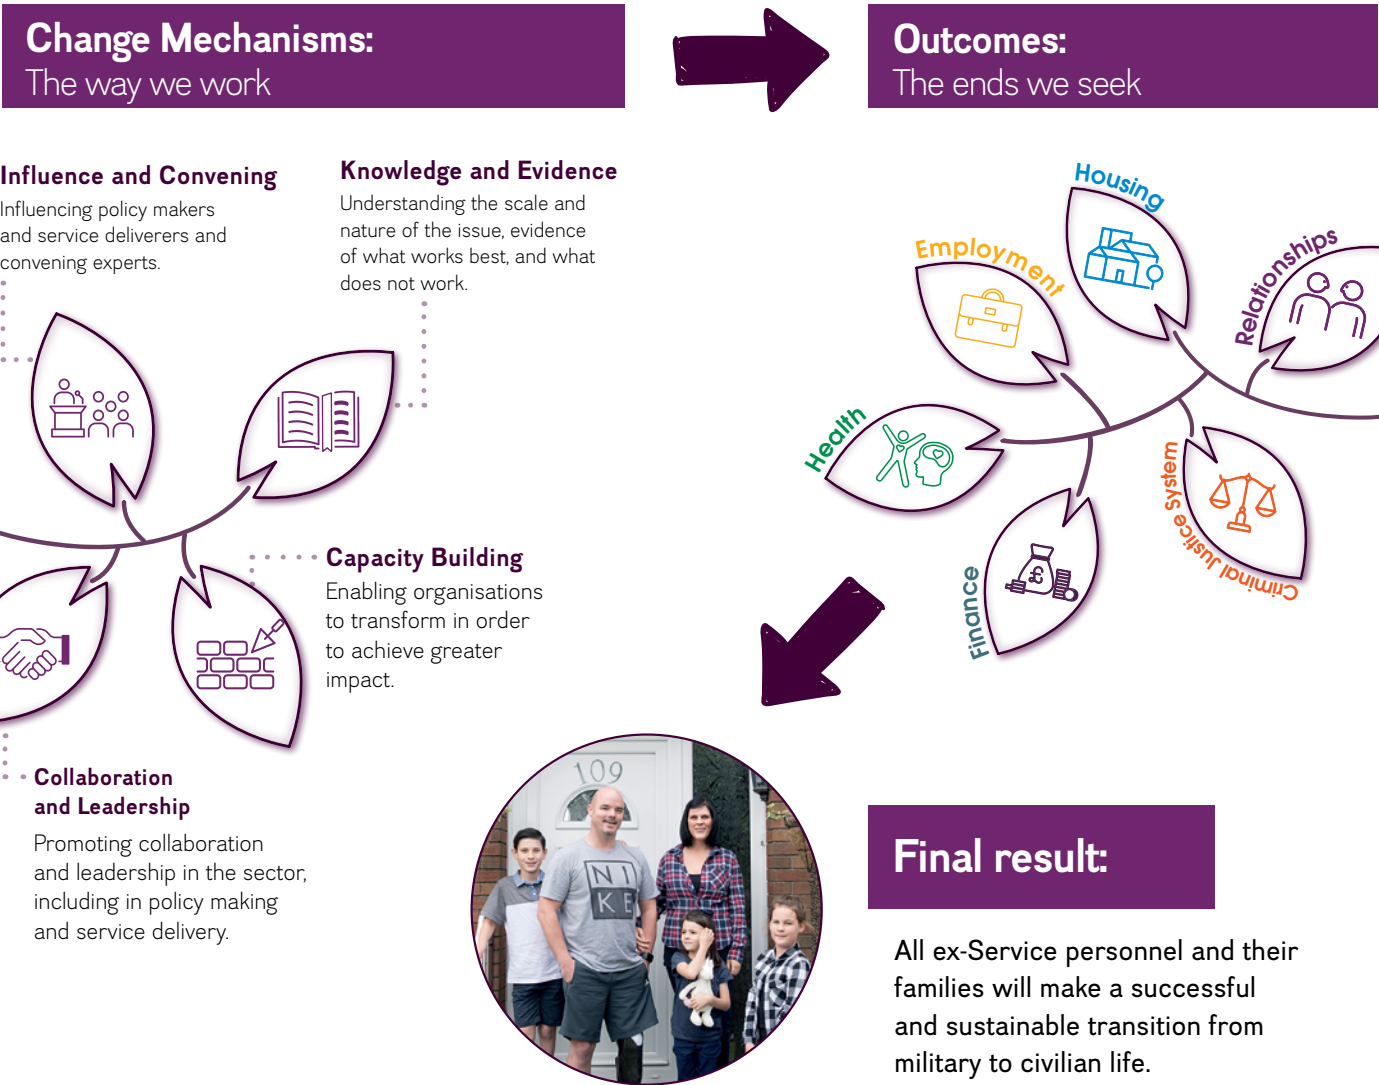 Change Mechanisms:
The way we work
Outcomes:
The ends we seek
Influence and Convening
Influencing policy makers
and service deliverers and
convening experts.
Knowledge and Evidence
Understanding the scale and
nature of the issue, evidence
of what works best, and what
does not work.
Capacity Building
Enabling organisations
to transform in order
to achieve greater
impact.
Collaboration
and Leadership
Promoting collaboration
and leadership in the sector,
including in policy making
and service delivery.
Health
Employment
Housing
Relationships
Criminal Justice System
Finance
£
109
NI
KE
Final result:
All ex-Service personnel and their
families will make a successful
and sustainable transition from
military to civilian life.